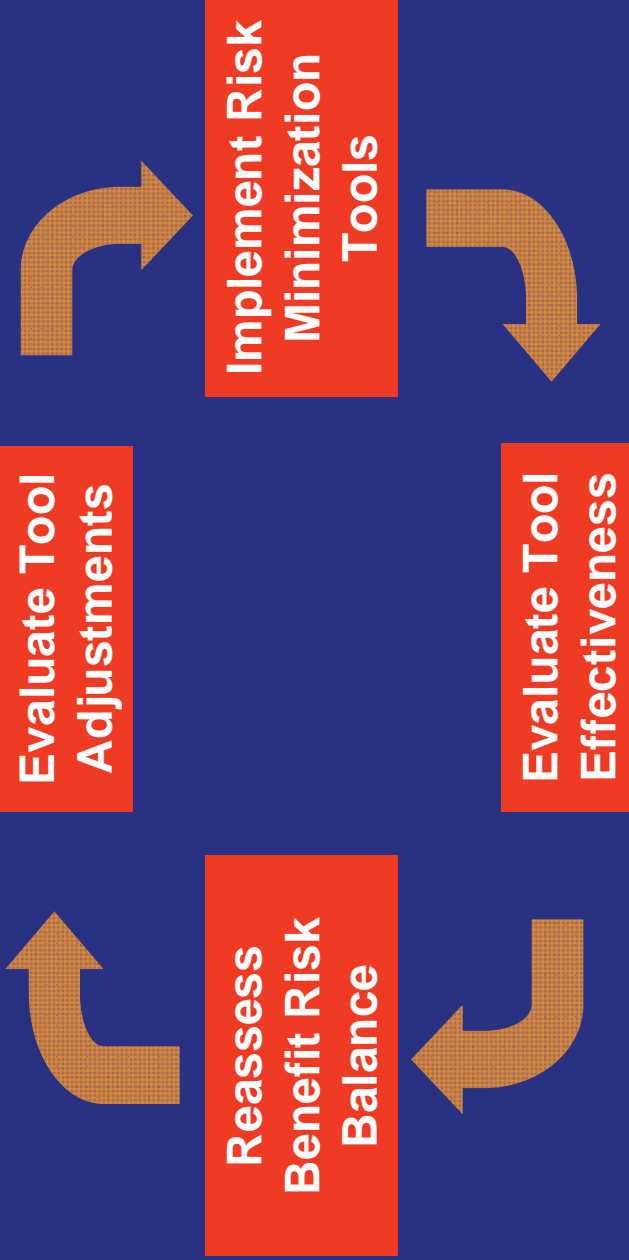 Implement Risk
Minimization
Tools
Evaluate Tool
Effectiveness
Reassess
Benefit Risk
Balance
Evaluate Tool
Adjustments